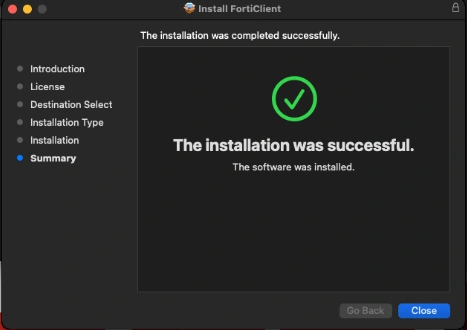 Install FortiClient
The installation was completed successfully.
Introduction
License
Destination Select
Installation Type
Installation
Summary
The installation was successful.
The software was installed.
Go Back
Close